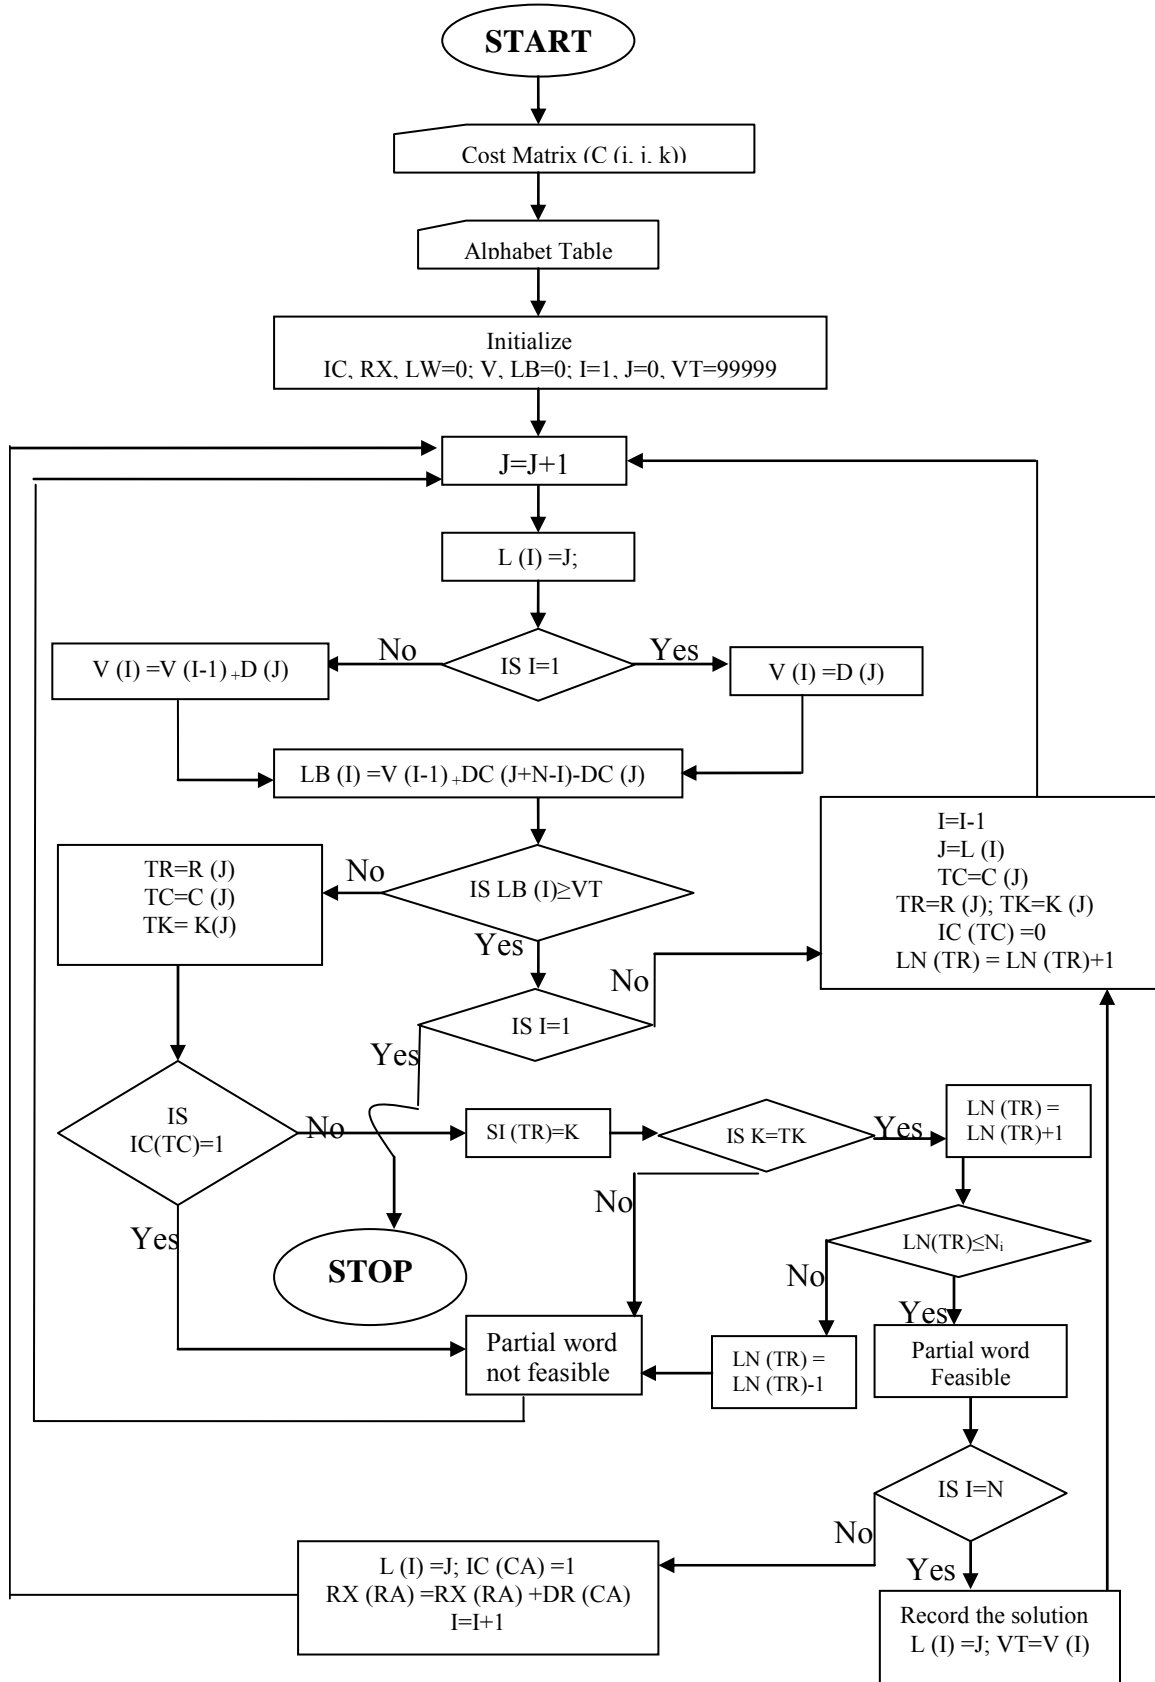 START
Cost Matrix (C (i, j, k))
Alphabet Table
Initialize
IC, RX, LW=0; V, LB=0; I=1, J=0, VT=99999
J=J+1
L (I) =J;
No
IS I=1
Yes
V (I) =V (I-1) +D (J)
V (I) =D (J)
LB (I) =V (I-1) +DC (J+N-I)-DC (J)
I=I-1
J=L (I)
TC=C (J)
TR=R (J); TK=K (J)
IC (TC) =0
LN (TR) = LN (TR)+1
TR=R (J)
TC=C (J)
TK= K(J)
No
IS LB (I)≥VT
Yes
IS I=1
No
Yes
IS
IC(TC)=1
No
SI (TR)=K
IS K=TK
Yes
LN (TR) =
LN (TR)+1
No
Yes
LN(TR)≤Ni
STOP
No
Yes
Partial word
not feasible
LN (TR) =
LN (TR)-1
Partial word
Feasible
IS I=N
No
Yes
L (I) =J; IC (CA) =1
RX (RA) =RX (RA) +DR (CA)
I=I+1
Record the solution
L (I) =J; VT=V (I)